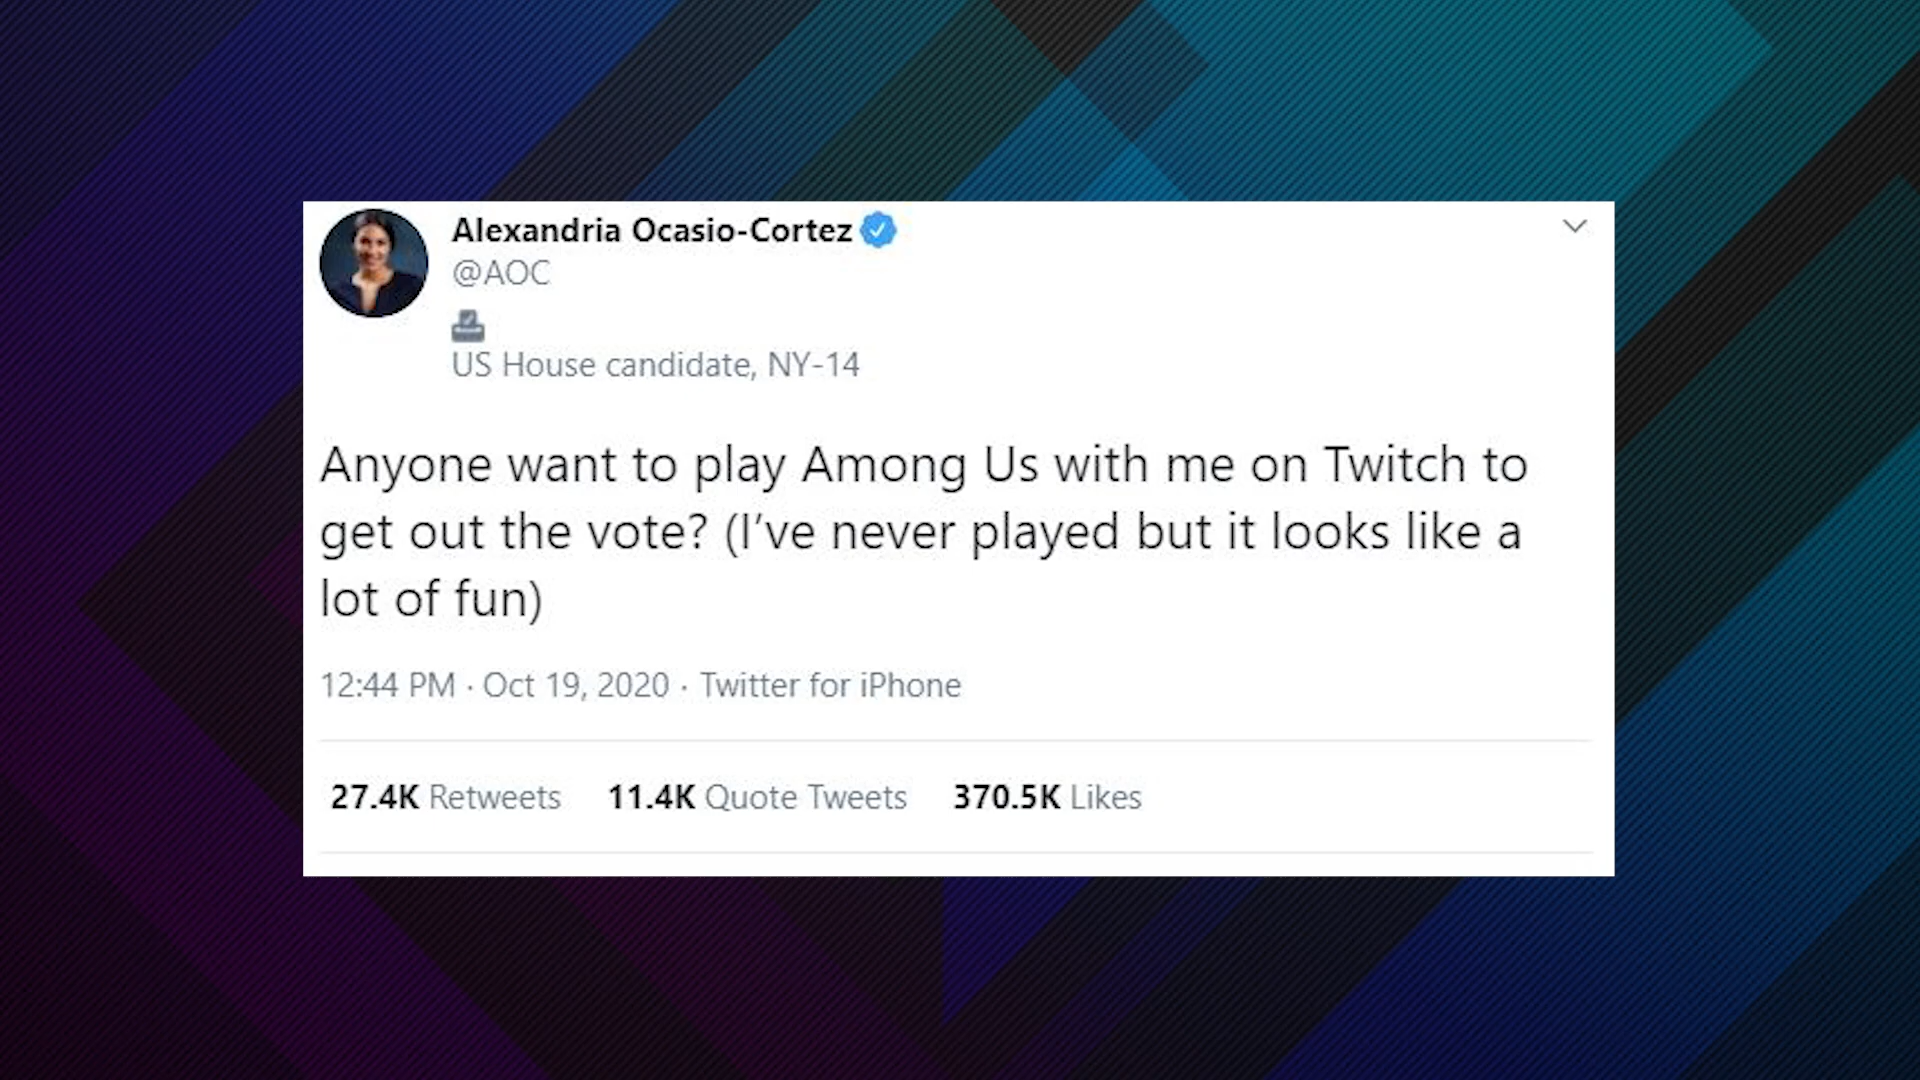 Alexandria Ocasio-Cortez
@AOC
US House candidate, NY-14
Anyone want to play Among Us with me on Twitch to
get out the vote? (I’ve never played but it looks like a
lot of fun)
12:44 PM · Oct 19, 2020 · Twitter for iPhone
27.4K Retweets 11.4K Quote Tweets 370.5K Likes